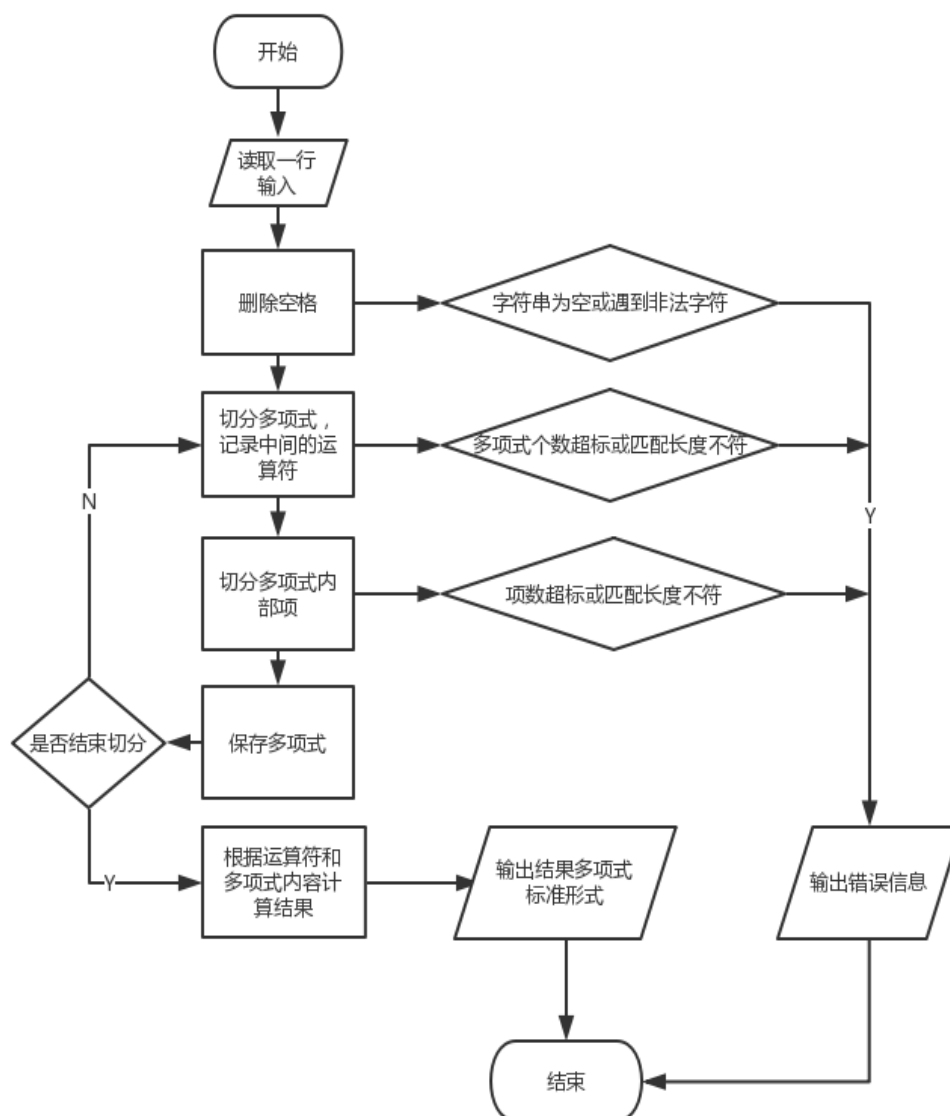 开始
读取一行
输入
删除空格
字符串为空或遇到非法字符
切分多项式，
记录中间的运
算符
多项式个数超标或匹配长度不符
N
Y
切分多项式内
部项
项数超标或匹配长度不符
是否结束切分
保存多项式
Y
根据运算符和
多项式内容计
算结果
输出结果多项式
标准形式
输出错误信息
结束